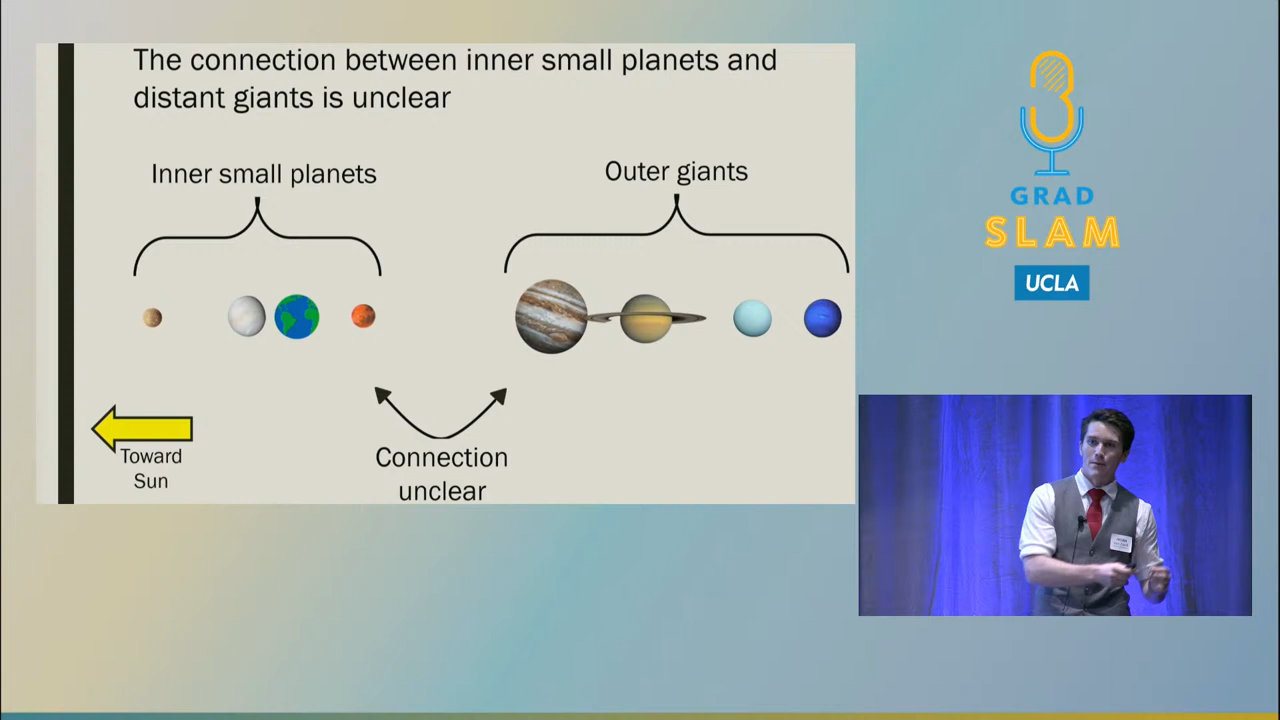 The connection between inner small planets and
distant giants is unclear
Inner small planets
Outer giants
Toward
Sun
Connection
unclear
3
GRAD
SLAM
UCLA